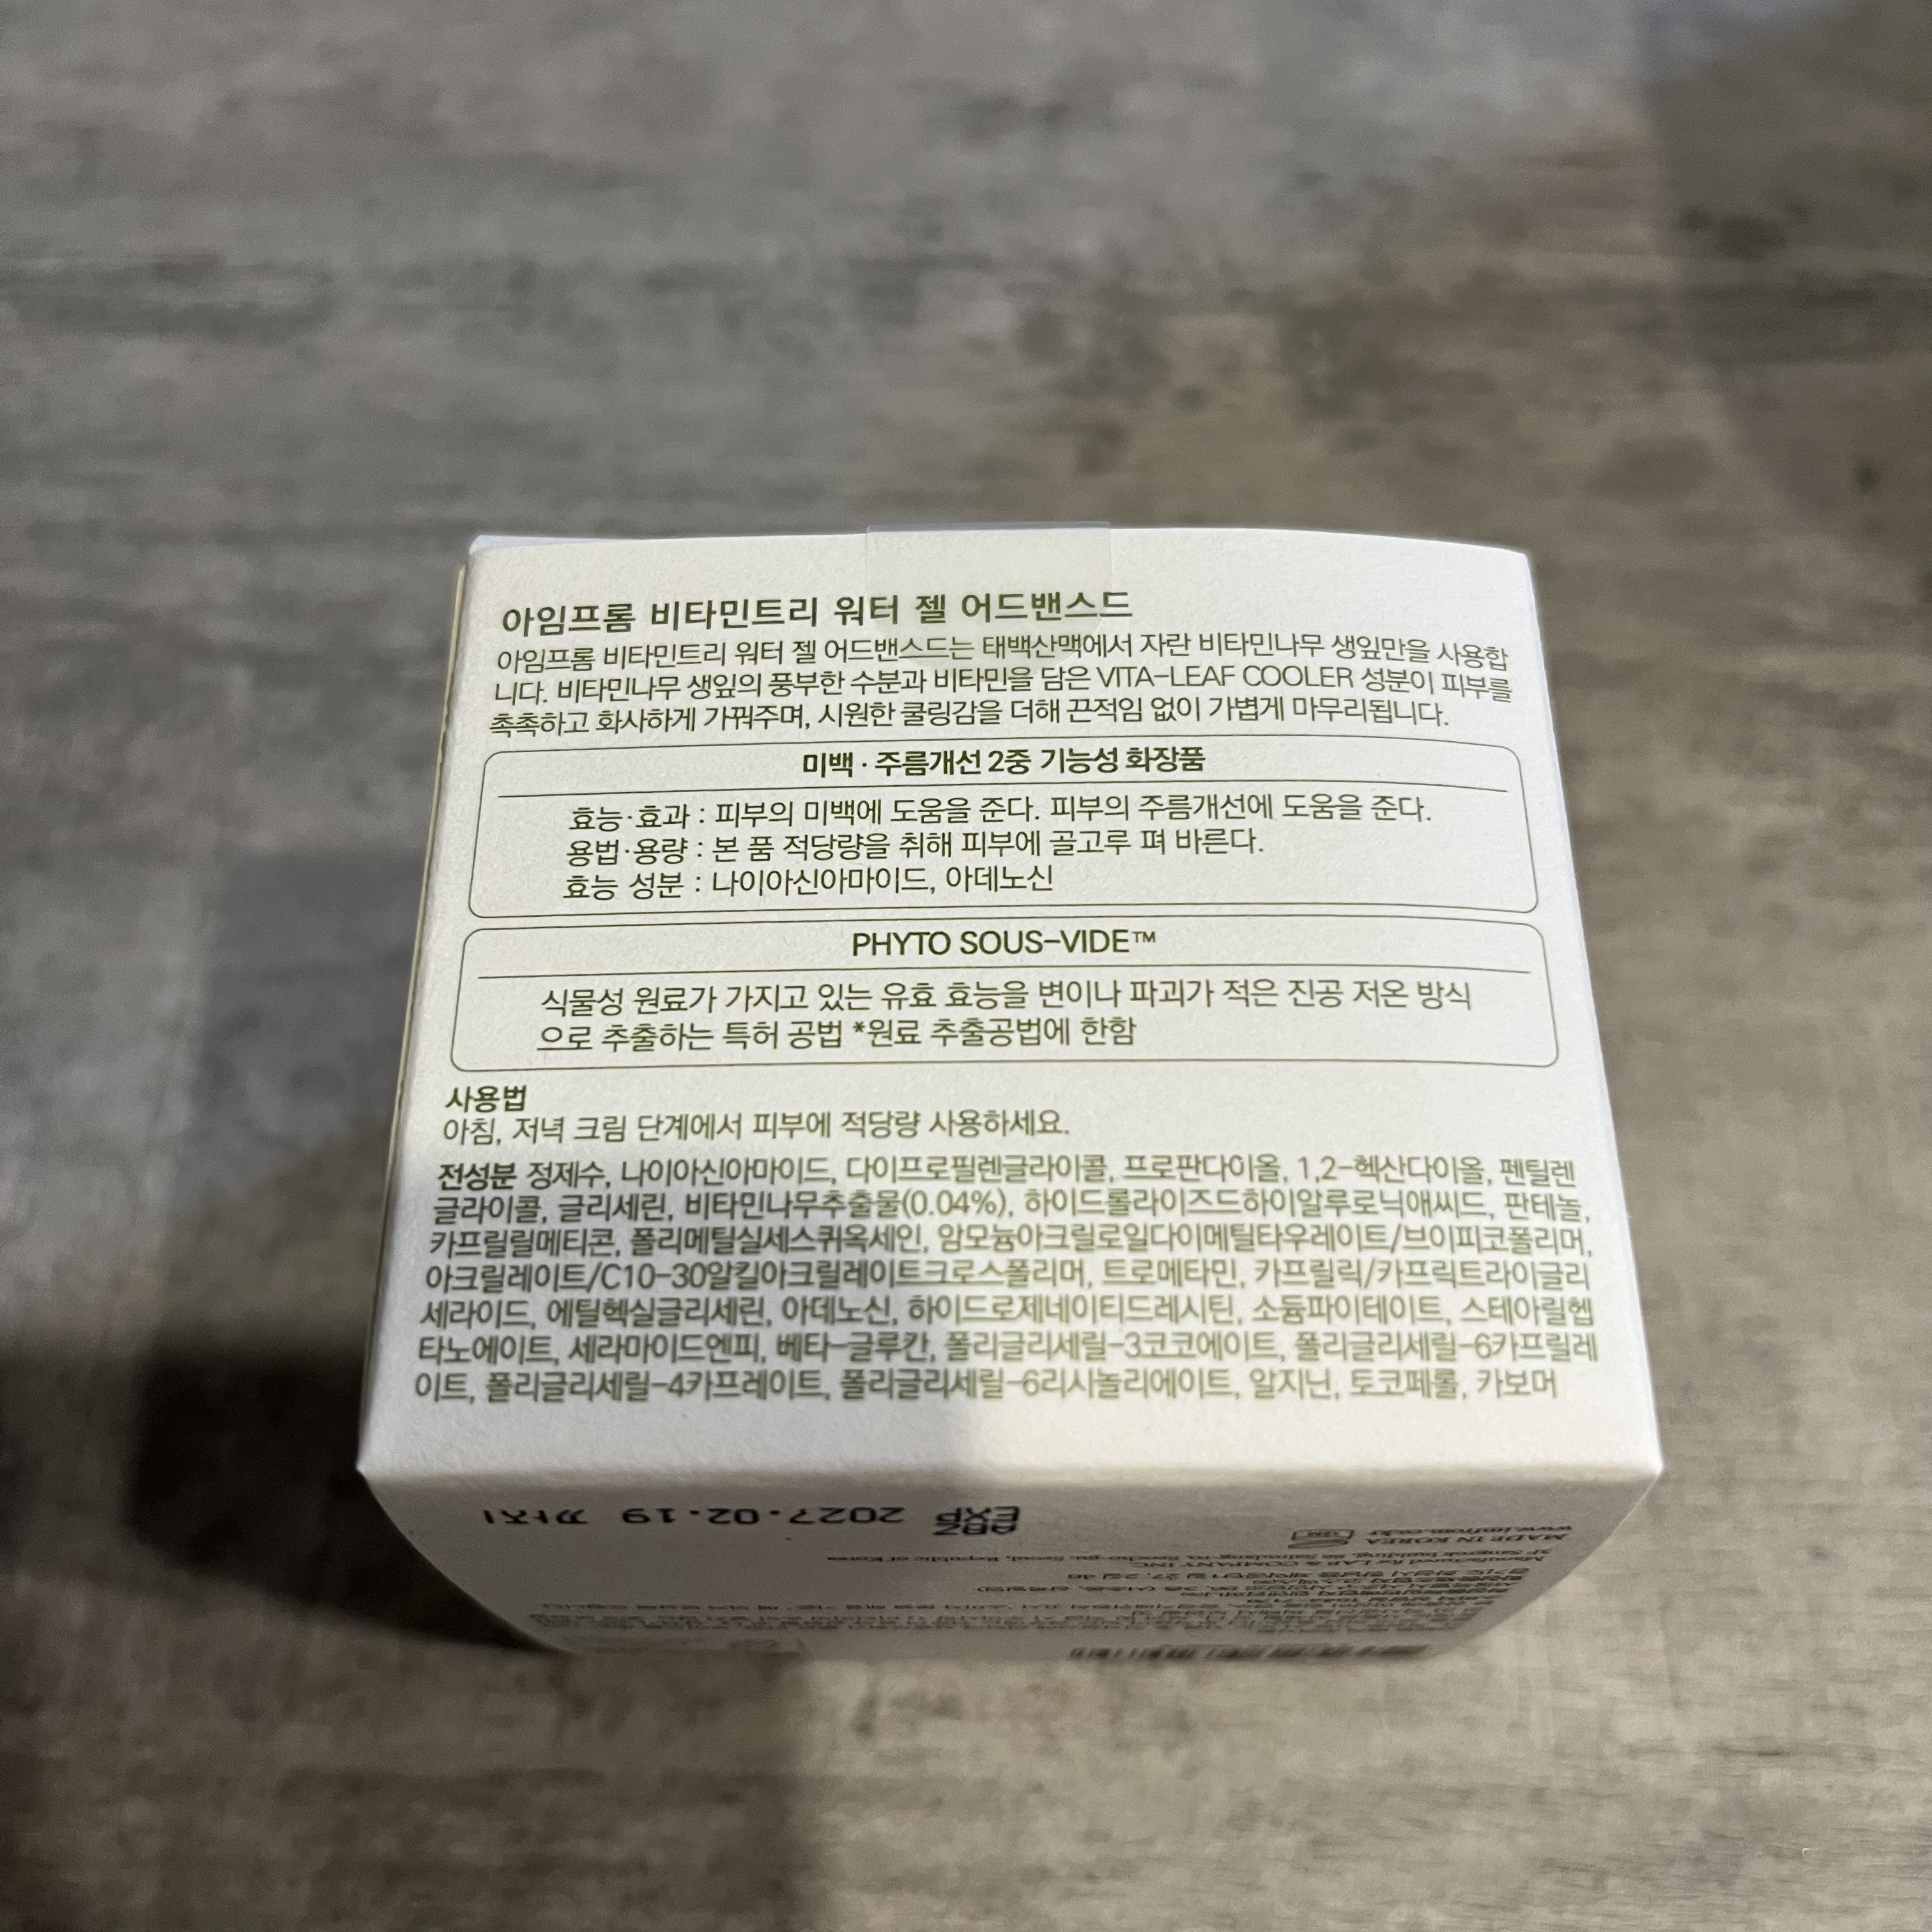 아임프롬 비타민트리 워터 젤 어드밴스드
아임프롬 비타민트리 워터 젤 어드밴스드는 태백산맥에서 자란 비타민나무 생잎만을 사용합
니다. 비타민나무 생잎의 풍부한 수분과 비타민을 담은 VITA-LEAF COOLER 성분이 피부를
촉촉하고 화사하게 가꿔주며, 시원한 쿨링감을 더해 끈적임 없이 가볍게 마무리됩니다.
미백 · 주름개선 2중 기능성 화장품
효능·효과 : 피부의 미백에 도움을 준다. 피부의 주름개선에 도움을 준다.
용법·용량 : 본 품 적당량을 취해 피부에 골고루 펴 바른다.
효능 성분 : 나이아신아마이드, 아데노신
PHYTO SOUS-VIDE™
식물성 원료가 가지고 있는 유효 효능을 변이나 파괴가 적은 진공 저온 방식
으로 추출하는 특허 공법 *원료 추출공법에 한함
사용법
아침, 저녁 크림 단계에서 피부에 적당량 사용하세요.
전성분 정제수, 나이아신아마이드, 다이프로필렌글라이콜, 프로판다이올, 1,2-헥산다이올, 펜틸렌
글라이콜, 글리세린, 비타민나무추출물(0.04%), 하이드롤라이즈드하이알루로닉애씨드, 판테놀,
카프릴릴메티콘, 폴리메틸실세스퀴옥세인, 암모늄아크릴로일다이메틸타우레이트/브이피코폴리머,
아크릴레이트/C10-30알킬아크릴레이트크로스폴리머, 트로메타민, 카프릴릭/카프릭트라이글리
세라이드, 에틸헥실글리세린, 아데노신, 하이드로제네이티드레시틴, 소듐파이테이트, 스테아릴헵
타노에이트, 세라마이드엔피, 베타-글루칸, 폴리글리세릴-3코코에이트, 폴리글리세릴-6카프릴레
이트, 폴리글리세릴-4카프레이트, 폴리글리세릴-6리시놀리에이트, 알지닌, 토코페롤, 카보머
EXP 2027.02.19 까지
www.imfrom.co.kr
MADE IN KOREA
Manufactured for LAB & COMPANY INC.